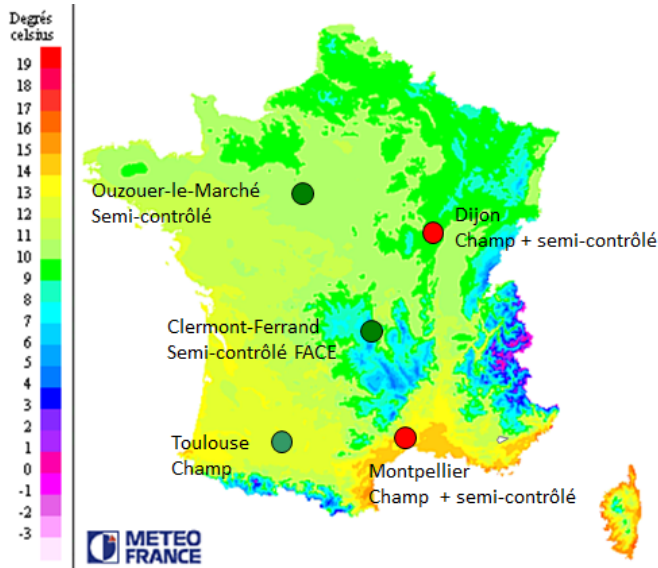 Degrés
celsius
19
18
17
16
15
14
13
12
11
10
9
8
7
6
5
4
3
2
1
0
-1
-2
-3
Ouzouer-le-Marché
Semi-contrôlé
Dijon
Champ + semi-contrôlé
Clermont-Ferrand
Semi-contrôlé FACE
Toulouse
Champ
Montpellier
Champ + semi-contrôlé
METEO
FRANCE